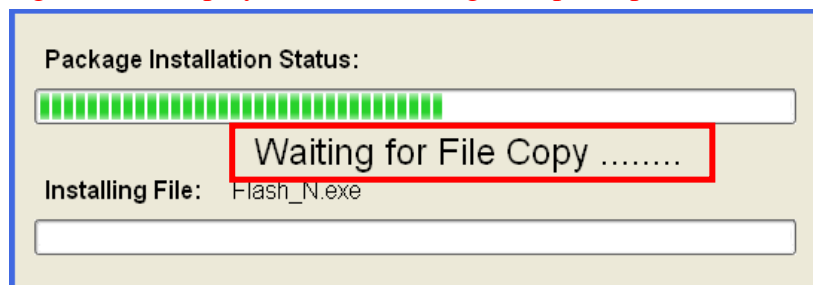 Package Installation Status:
Waiting for File Copy ........
Installing File: Flash_N.exe